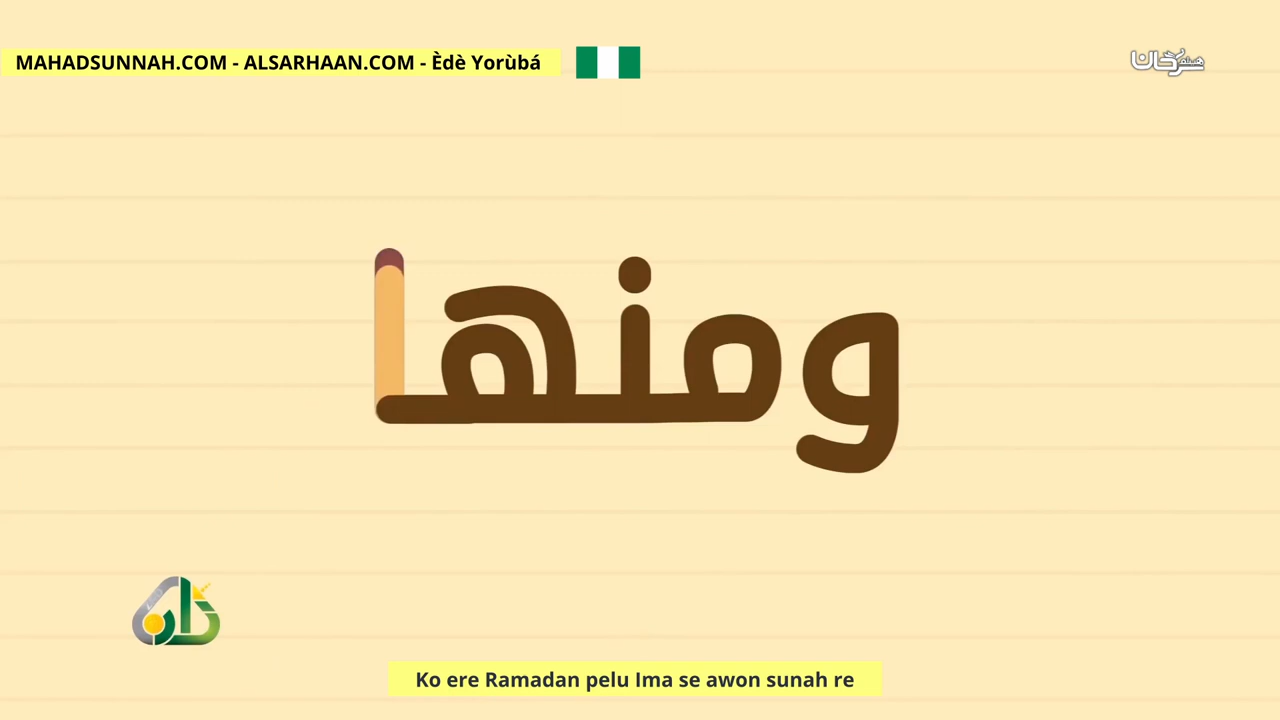 MAHADSUNNAH.COM - ALSARHAAN.COM - Èdè Yorùbá
ومنها
Ko ere Ramadan pelu Ima se awon sunah re